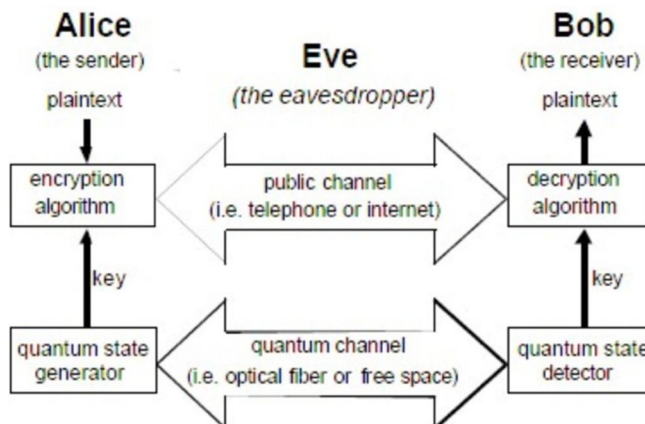 Alice
(the sender)
plaintext
Eve
(the eavesdropper)
Bob
(the receiver)
plaintext
encryption
algorithm
public channel
(i.e. telephone or internet)
decryption
algorithm
key
key
quantum state
generator
quantum channel
(i.e. optical fiber or free space)
quantum state
detector